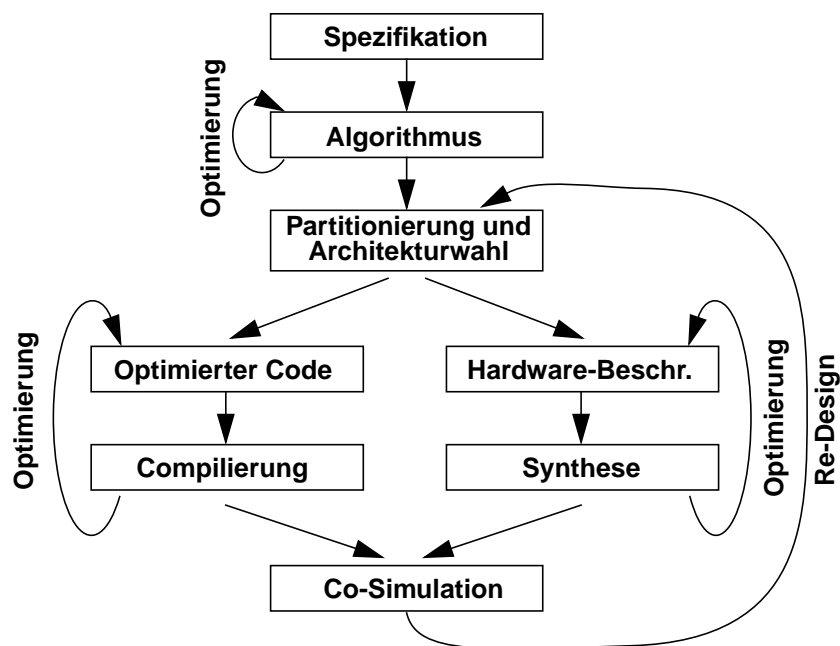 Spezifikation
Optimierung
Algorithmus
Partitionierung und
Architekturwahl
Optimierung
Optimierter Code
Hardware-Beschr.
Optimierung
Re-Design
Compilierung
Synthese
Co-Simulation